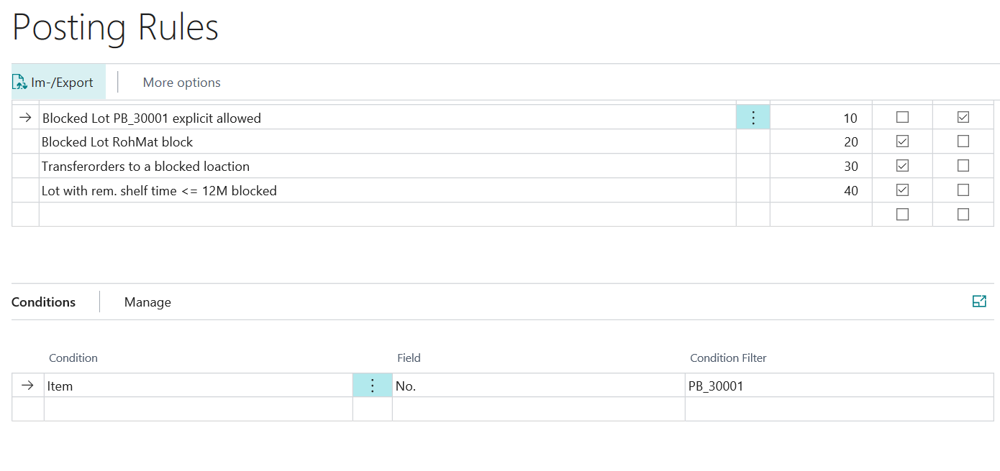 Posting Rules
Im-/Export
More options
Blocked Lot PB_30001 explicit allowed 10
Blocked Lot RohMat block 20
Transferorders to a blocked loaction 30
Lot with rem. shelf time <= 12M blocked 40
Conditions Manage
Condition Field Condition Filter
Item No. PB_30001